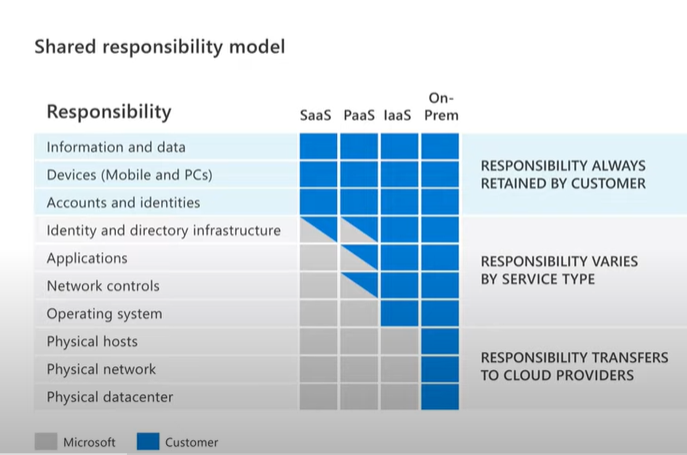 Shared responsibility model
Responsibility
SaaS PaaS IaaS On-
Prem
Information and data
Devices (Mobile and PCs)
Accounts and identities
RESPONSIBILITY ALWAYS
RETAINED BY CUSTOMER
Identity and directory infrastructure
Applications
Network controls
Operating system
RESPONSIBILITY VARIES
BY SERVICE TYPE
Physical hosts
Physical network
Physical datacenter
RESPONSIBILITY TRANSFERS
TO CLOUD PROVIDERS
Microsoft Customer